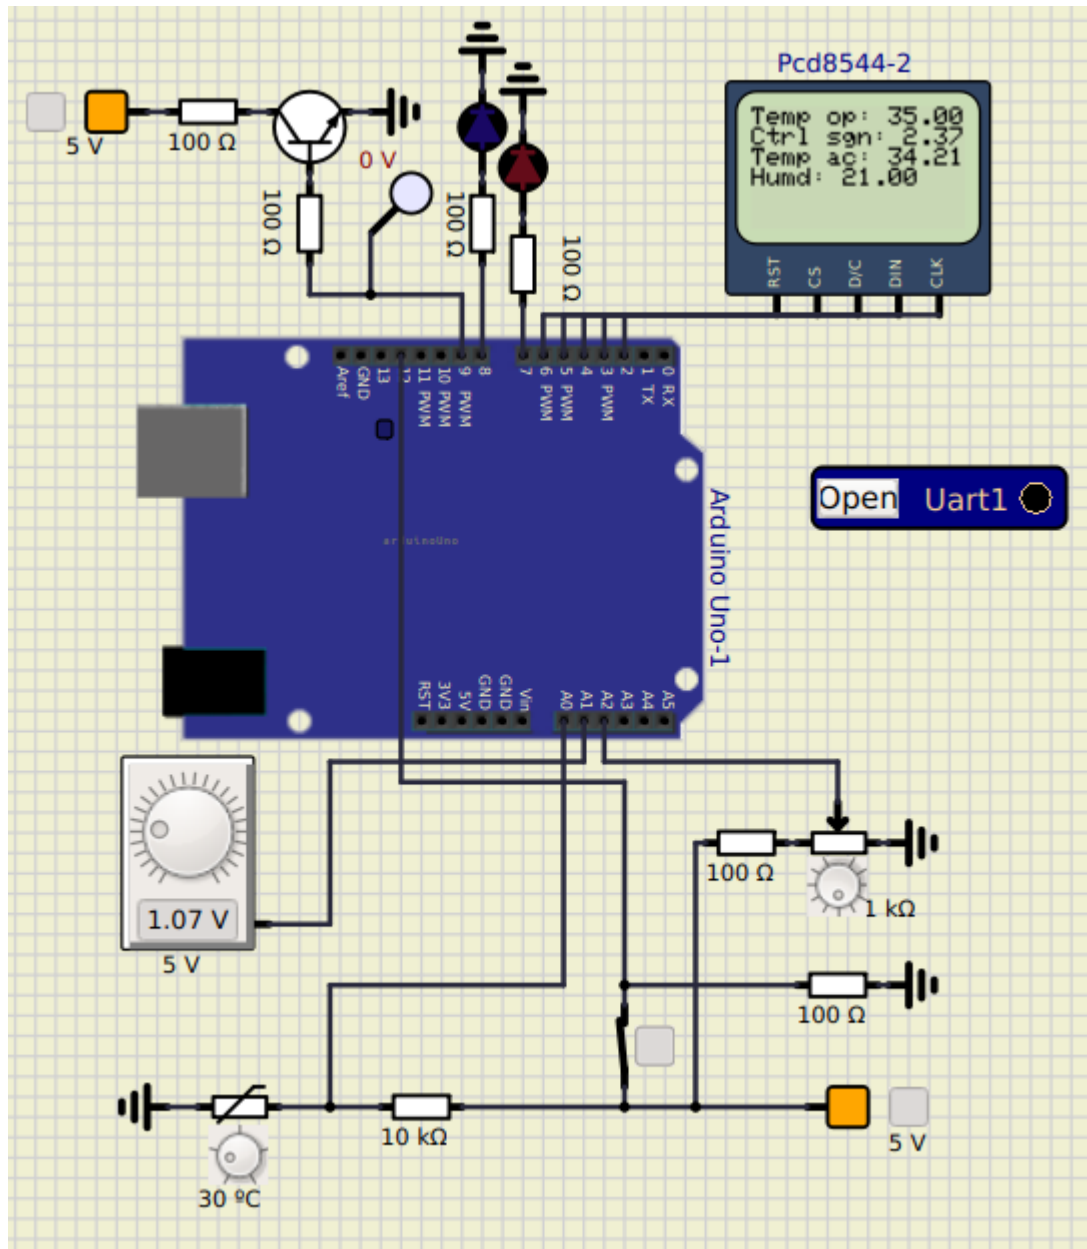 Pcd8544-2
Temp op: 35.00
Ctrl sgn: 2.37
Temp ac: 34.21
Humd: 21.00
RST
CS
D/C
DIN
CLK
5 V
100 Ω
0 V
100 Ω
100 Ω
100 Ω
Aref
GND
13
12
11 PWM
10 PWM
9 PWM
8
7
6 PWM
5 PWM
4
3 PWM
2
1 TX
0 RX
Open
Uart1
arduinoUno
Arduino Uno-1
RST
3V3
5V
GND
GND
Vin
A0
A1
A2
A3
A4
A5
1.07 V
5 V
100 Ω
1 kΩ
100 Ω
10 kΩ
5 V
30 ºC